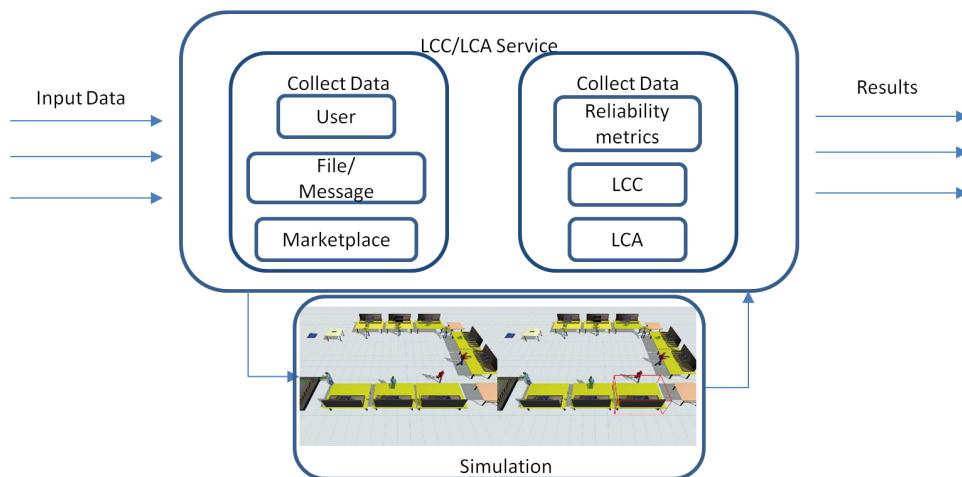 LCC/LCA Service
Input Data
Collect Data
User
File/
Message
Marketplace
Collect Data
Reliability
metrics
LCC
LCA
Results
Simulation